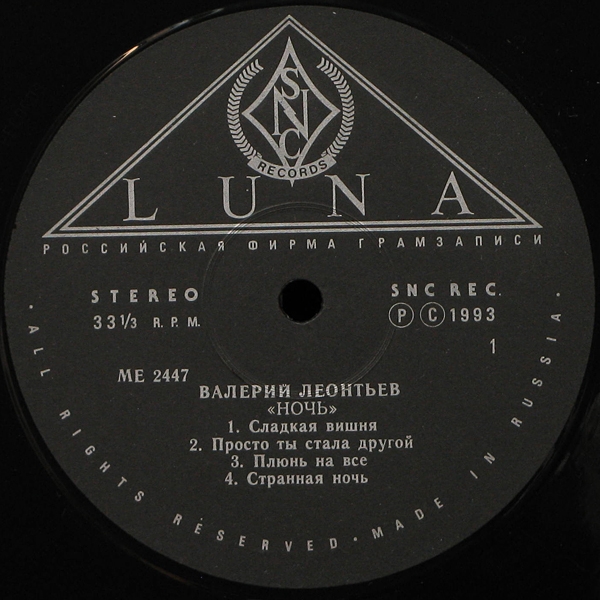 SNC
RECORDS
LUNA
РОССИЙСКАЯ ФИРМА ГРАМЗАПИСИ
STEREO
33 1/3 R.P.M.
SNC REC.
Ⓟ Ⓒ 1993
1
ME 2447
ВАЛЕРИЙ ЛЕОНТЬЕВ
«НОЧЬ»
1. Сладкая вишня
2. Просто ты стала другой
3. Плюнь на все
4. Странная ночь
· ALL RIGHTS RESERVED · MADE IN RUSSIA ·